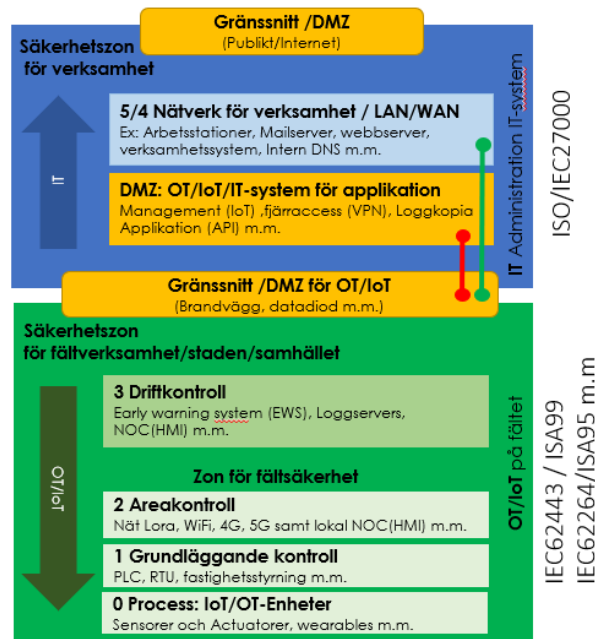 Gränssnitt /DMZ
(Publikt/Internet)
Säkerhetszon
för verksamhet
5/4 Nätverk för verksamhet / LAN/WAN
Ex: Arbetsstationer, Mailserver, webbserver,
verksamhetssystem, Intern DNS m.m.
IT
DMZ: OT/IoT/IT-system för applikation
Management (IoT) ,fjärraccess (VPN), Loggkopia
Applikation (API) m.m.
IT Administration IT-system
ISO/IEC27000
Gränssnitt /DMZ för OT/IoT
(Brandvägg, datadiod m.m.)
Säkerhetszon
för fältverksamhet/staden/samhället
3 Driftkontroll
Early warning system (EWS), Loggservers,
NOC(HMI) m.m.
OT/IoT
Zon för fältsäkerhet
2 Areakontroll
Nät Lora, WiFi, 4G, 5G samt lokal NOC(HMI) m.m.
1 Grundläggande kontroll
PLC, RTU, fastighetsstyrning m.m.
0 Process: IoT/OT-Enheter
Sensorer och Actuatorer, wearables m.m.
OT/IoT på fältet
IEC62443 / ISA99
IEC62264/ISA95 m.m